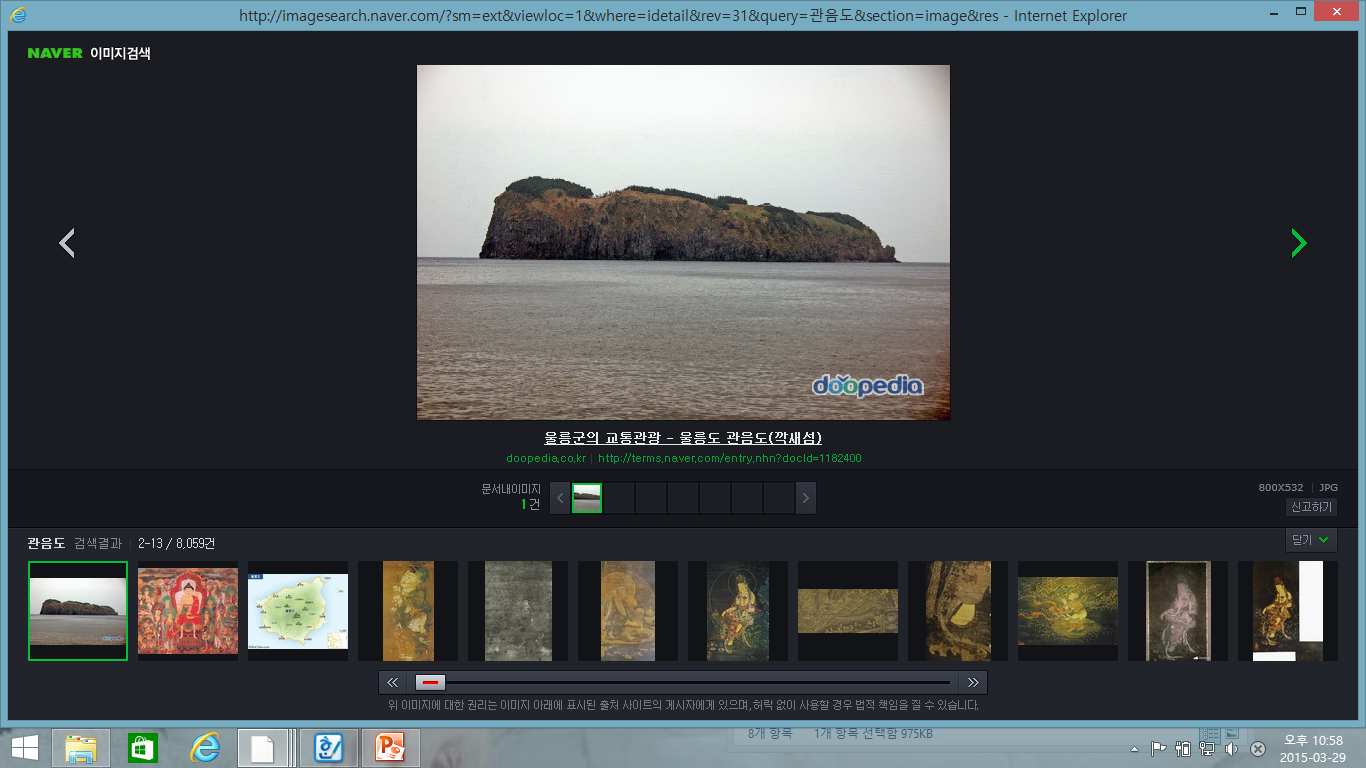 http://imagesearch.naver.com/?sm=ext&viewloc=1&where=idetail&rev=31&query=관음도&section=image&res - Internet Explorer
NAVER 이미지검색
doopedia
울릉군의 교통관광 - 울릉도 관음도(깍새섬)
doopedia.co.kr | http://terms.naver.com/entry.nhn?docId=1182400
문서내이미지
1 건
800X532 | JPG
신고하기
관음도 검색결과 | 2-13 / 8,059건
닫기
위 이미지에 대한 권리는 이미지 아래에 표시된 출처 사이트의 게시자에게 있으며, 허락 없이 사용할 경우 법적 책임을 질 수 있습니다.
8개 항목 1개 항목 선택함 975KB
오후 10:58
2015-03-29